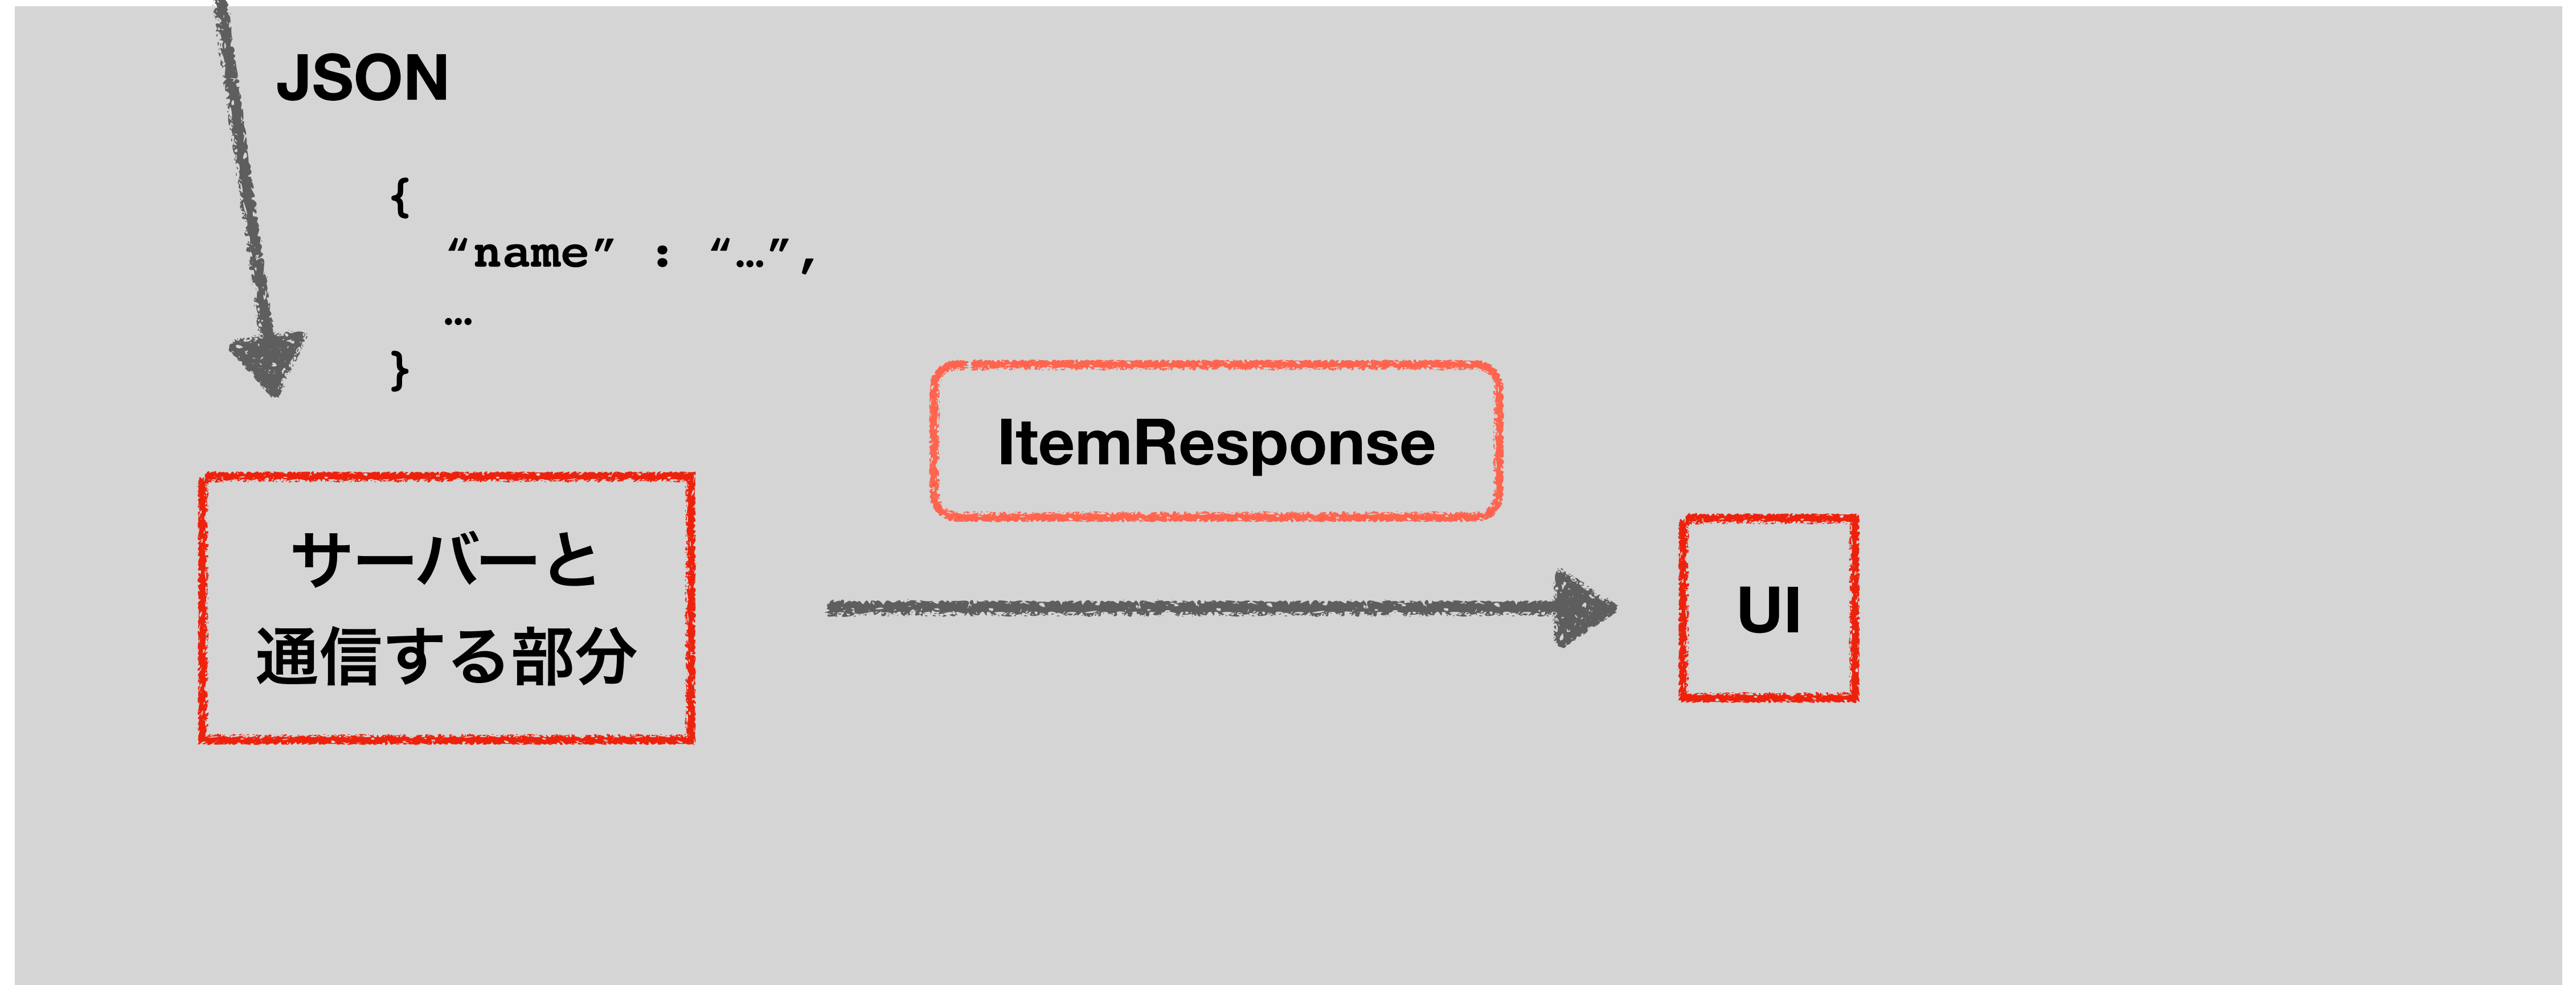 JSON
{
“name” : “…”,
…
}
ItemResponse
サーバーと
通信する部分
UI